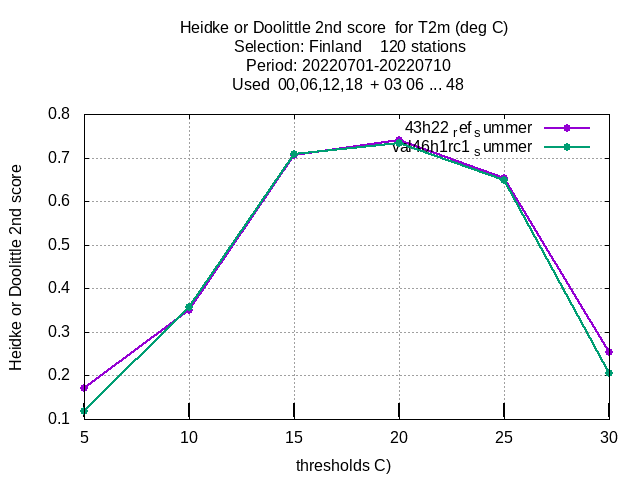 Heidke or Doolittle 2nd score for T2m (deg C)
Selection: Finland 120 stations
Period: 20220701-20220710
Used 00,06,12,18 + 03 06 ... 48
43h22 ref summer
val46h1rc1 summer
Heidke or Doolittle 2nd score
0.8
0.7
0.6
0.5
0.4
0.3
0.2
0.1
5 10 15 20 25 30
thresholds C)